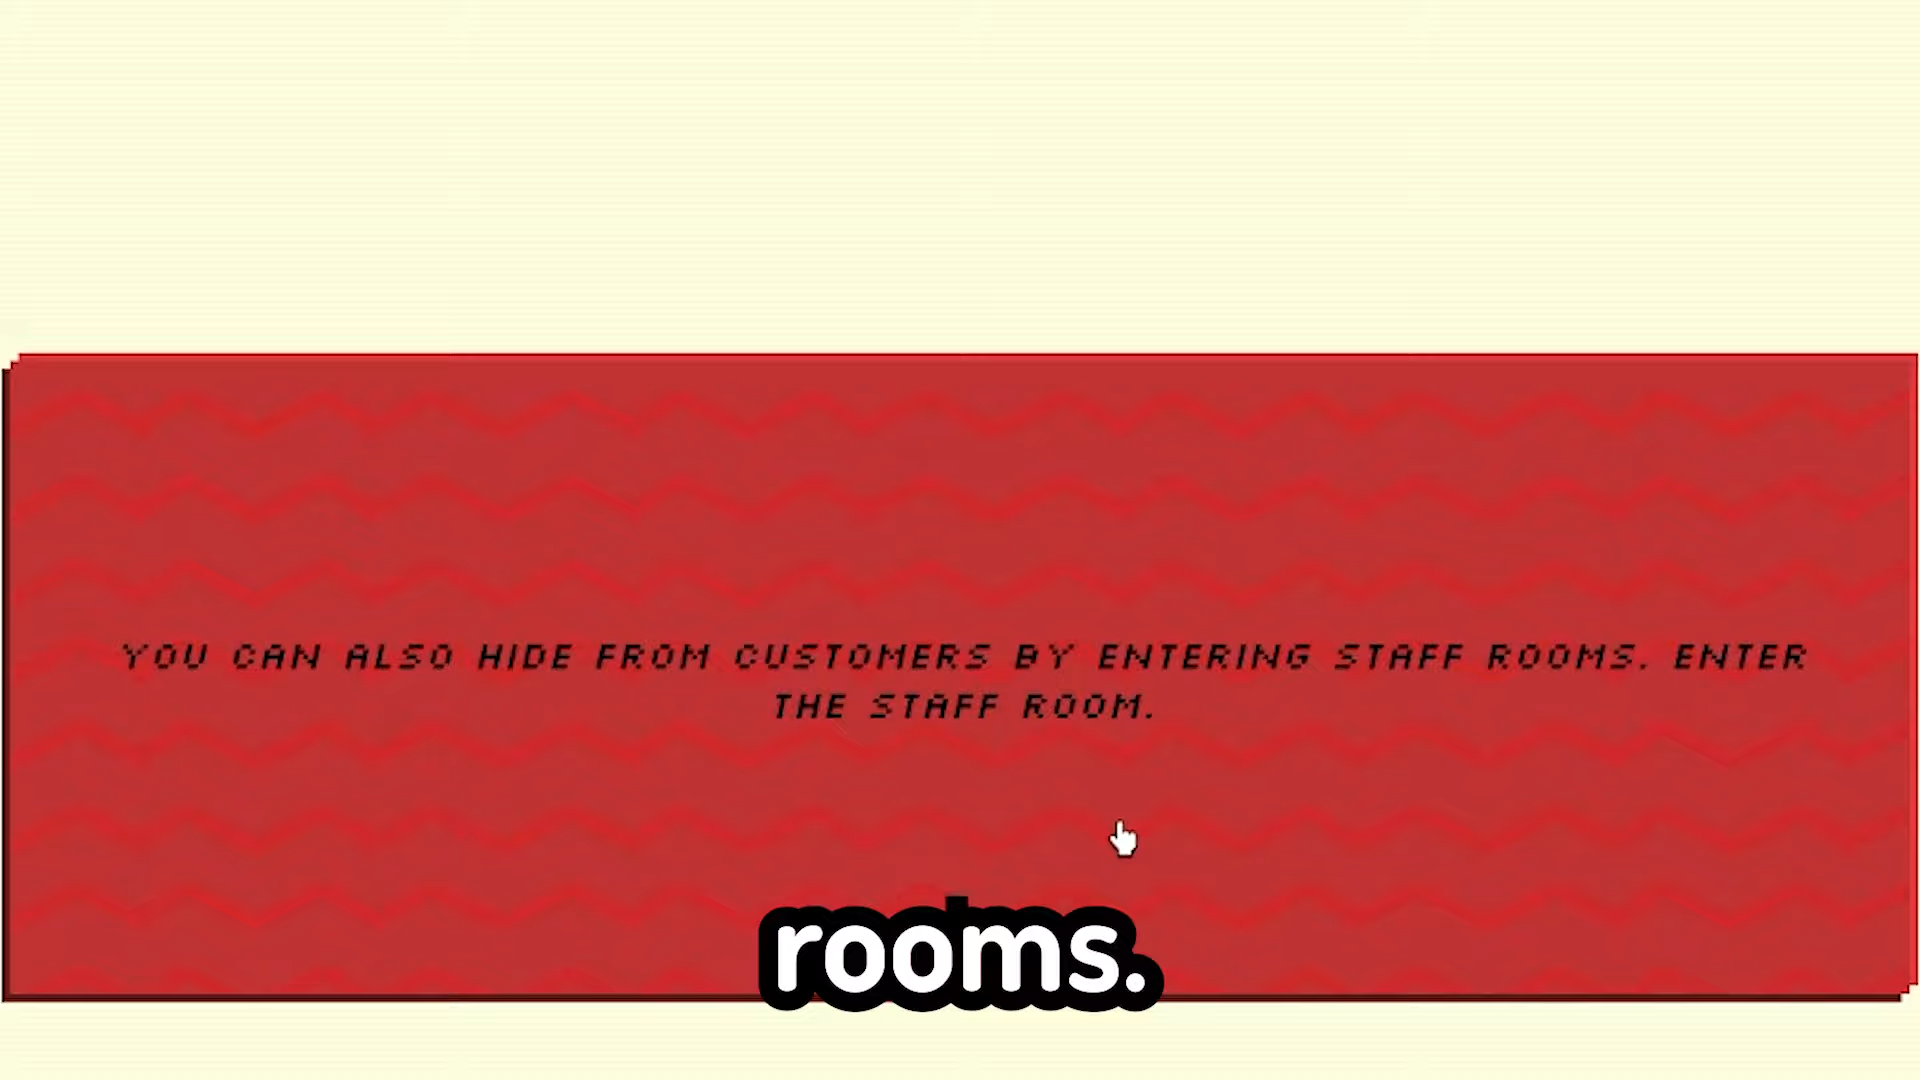 YOU CAN ALSO HIDE FROM CUSTOMERS BY ENTERING STAFF ROOMS. ENTER
THE STAFF ROOM.
rooms.